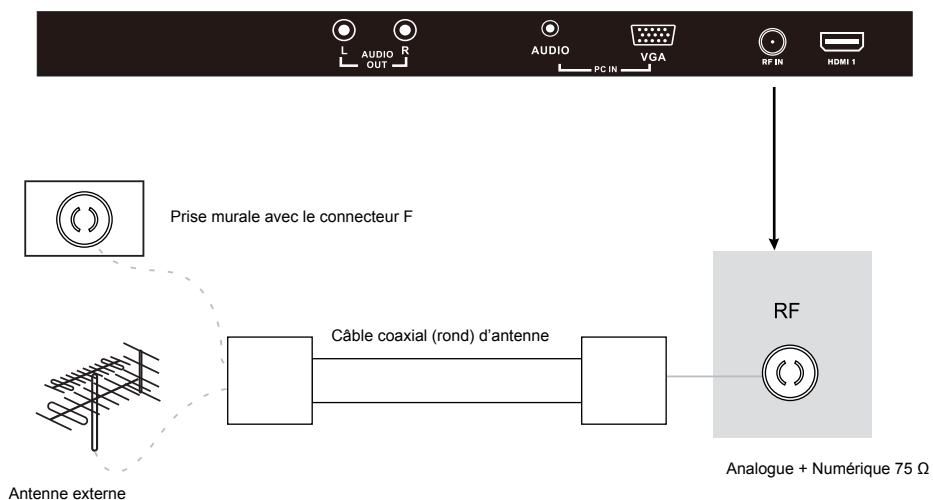 L AUDIO OUT R
AUDIO
PC IN
VGA
RF IN
HDMI 1
Prise murale avec le connecteur F
Câble coaxial (rond) d’antenne
RF
Analogue + Numérique 75 Ω
Antenne externe